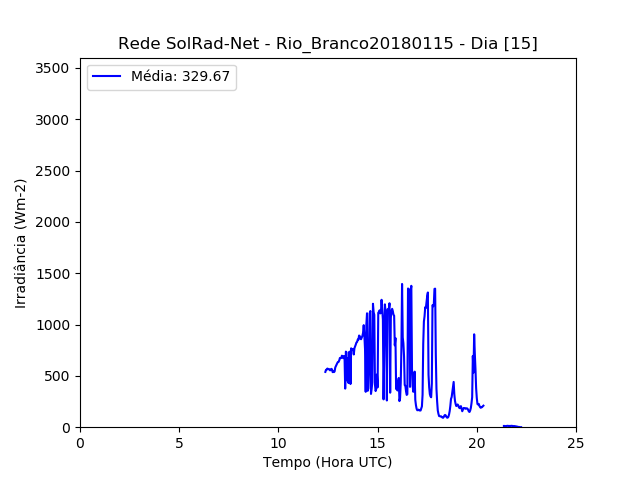 Rede SolRad-Net - Rio_Branco20180115 - Dia [15]
Média: 329.67
3500
3000
2500
2000
1500
1000
500
0
Irradiância (Wm-2)
0 5 10 15 20 25
Tempo (Hora UTC)